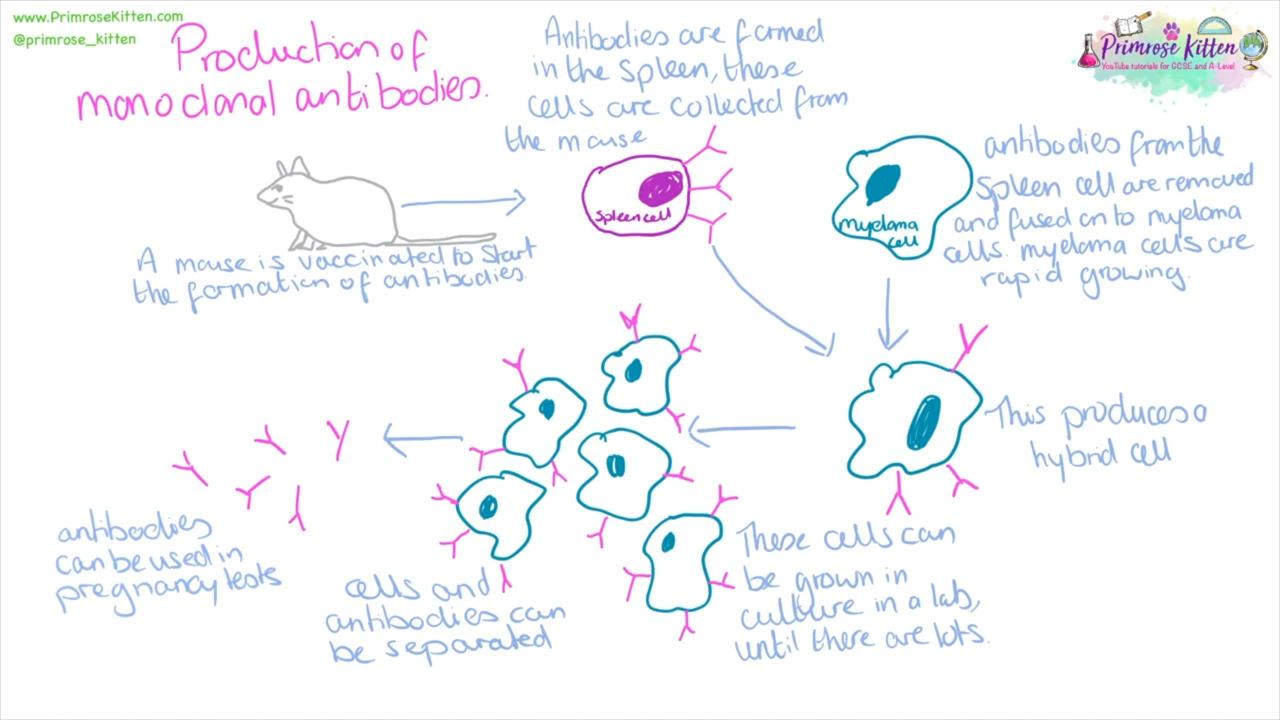 www.PrimroseKitten.com
@primrose_kitten
Production of
monoclonal antibodies.
Antibodies are formed
in the spleen, these
cells are collected from
the mouse
Primrose Kitten
YouTube tutorials for GCSE and A-Level
A mouse is vaccinated to start
the formation of antibodies.
Spleen cell
myeloma
cell
antibodies from the
spleen cell are removed
and fused on to myeloma
cells. myeloma cells are
rapid growing.
This produces a
hybrid cell
These cells can
be grown in
culture in a lab,
until there are lots.
cells and
antibodies can
be separated
antibodies
can be used in
pregnancy tests